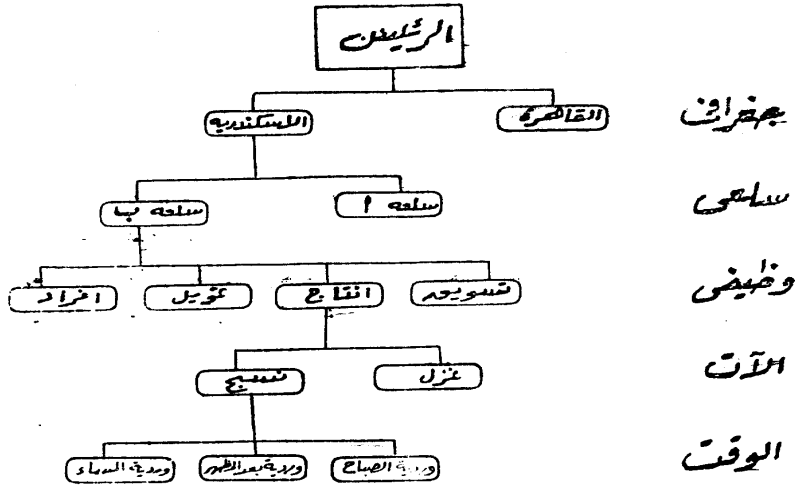 الرئيس
جغرافى
القاهرة
الاسكندريه
سلعى
سلعه ا
سلعه ب
وظيفى
تسويق
انتاج
تمويل
افراد
الآت
غزل
نسيج
الوقت
وردية الصباح
وردية بعد الظهر
وردية المساء